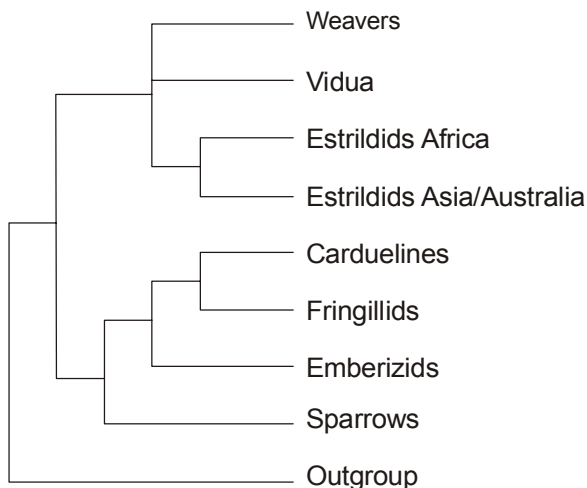 Weavers
Vidua
Estrildids Africa
Estrildids Asia/Australia
Carduelines
Fringillids
Emberizids
Sparrows
Outgroup